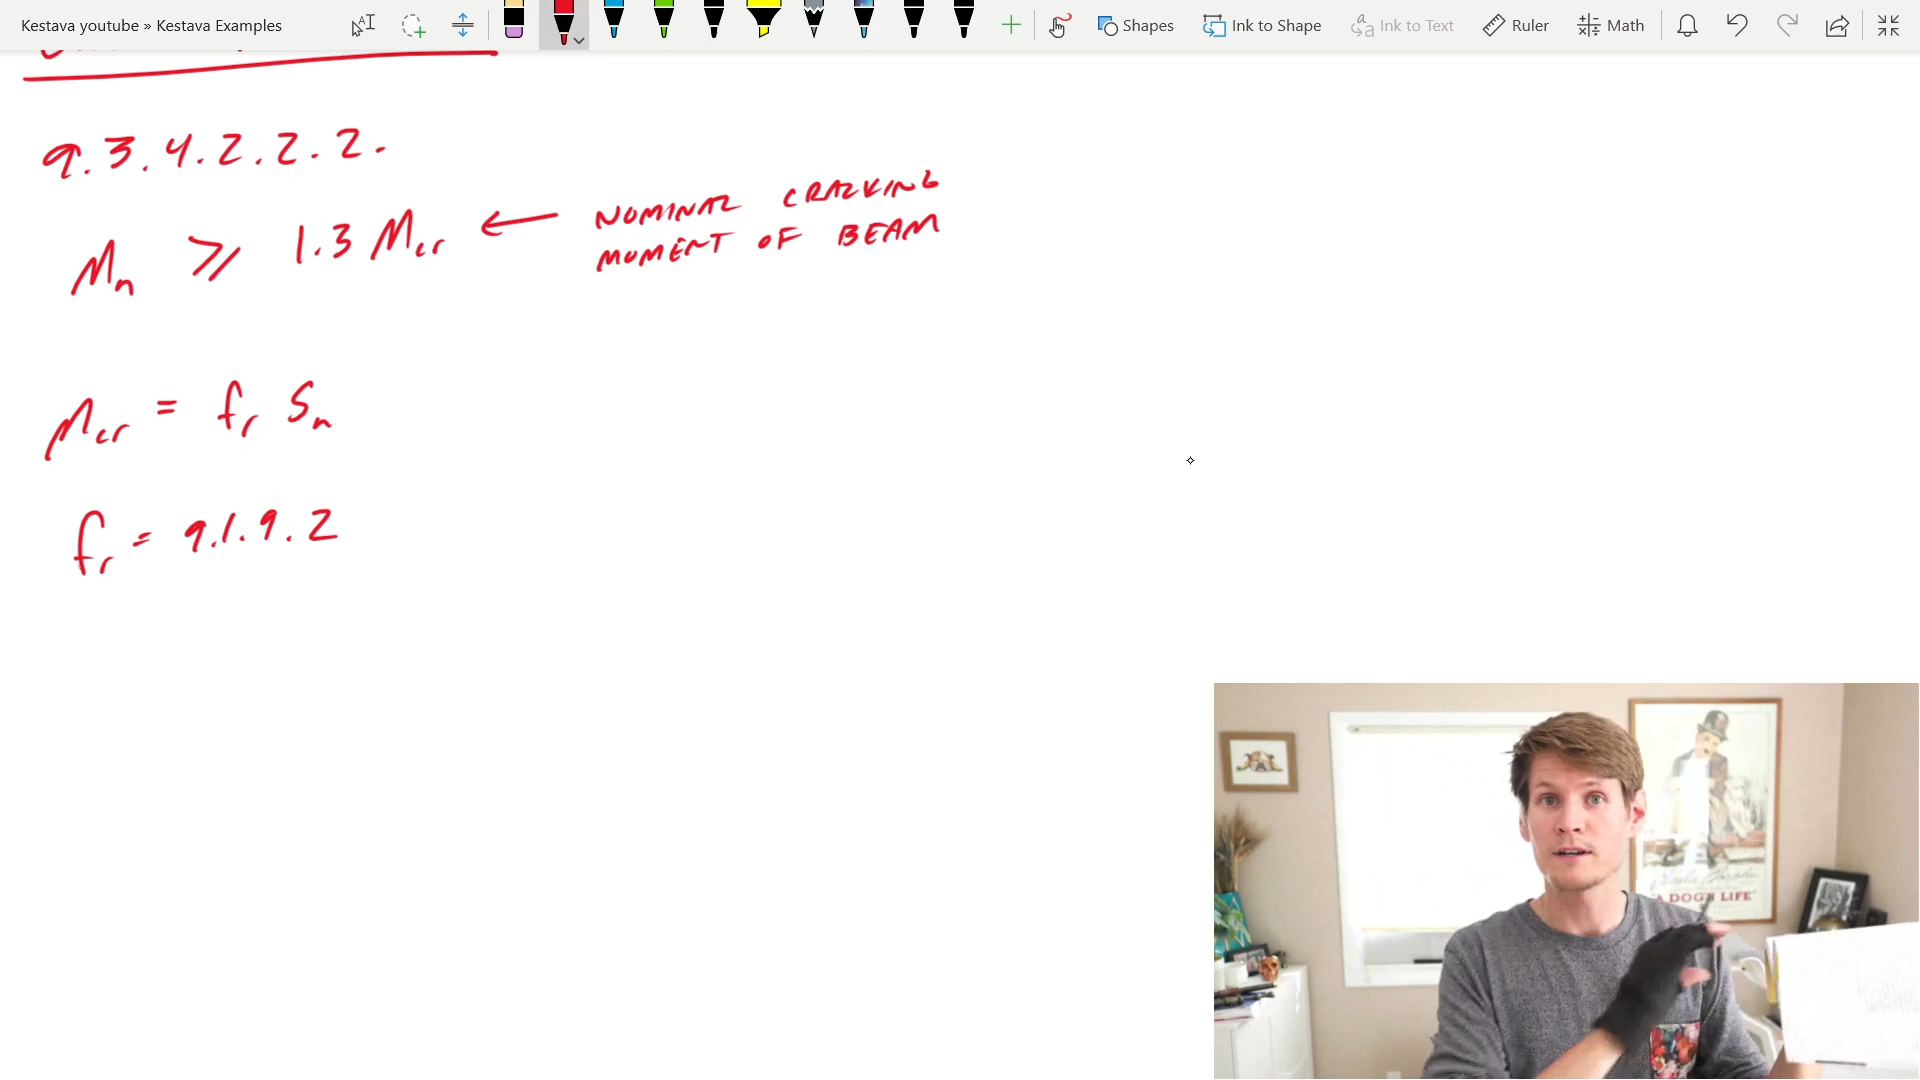 Kestava youtube » Kestava Examples
Shapes
Ink to Shape
Ink to Text
Ruler
Math
9.3.4.2.2.2.
Mn ≥ 1.3 Mcr ← NOMINAL CRACKING
MOMENT OF BEAM
Mcr = fr Sn
fr = 9.1.9.2
A DOG'S LIFE